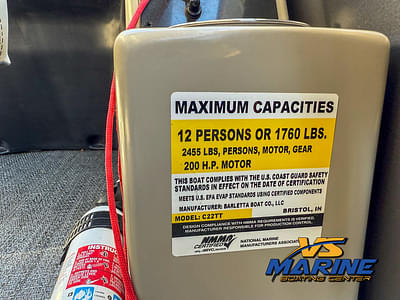 MAXIMUM CAPACITIES
12 PERSONS OR 1760 LBS.
2455 LBS, PERSONS, MOTOR, GEAR
200 H.P. MOTOR
THIS BOAT COMPLIES WITH THE U.S. COAST GUARD SAFETY
STANDARDS IN EFFECT ON THE DATE OF CERTIFICATION
MEETS U.S. EPA EVAP STANDARDS USING CERTIFIED COMPONENTS
MANUFACTURER: BARLETTA BOAT CO., LLC
MODEL: C22TT BRISTOL, IN
DESIGN COMPLIANCE WITH NMMA REQUIREMENTS IS VERIFIED.
MANUFACTURER RESPONSIBLE FOR PRODUCTION CONTROL.
NMMA
CERTIFIED
NATIONAL MARINE
MANUFACTURERS ASSOCIAT
VS
MARINE
BOATING CENTER
INSTRUCTIONS